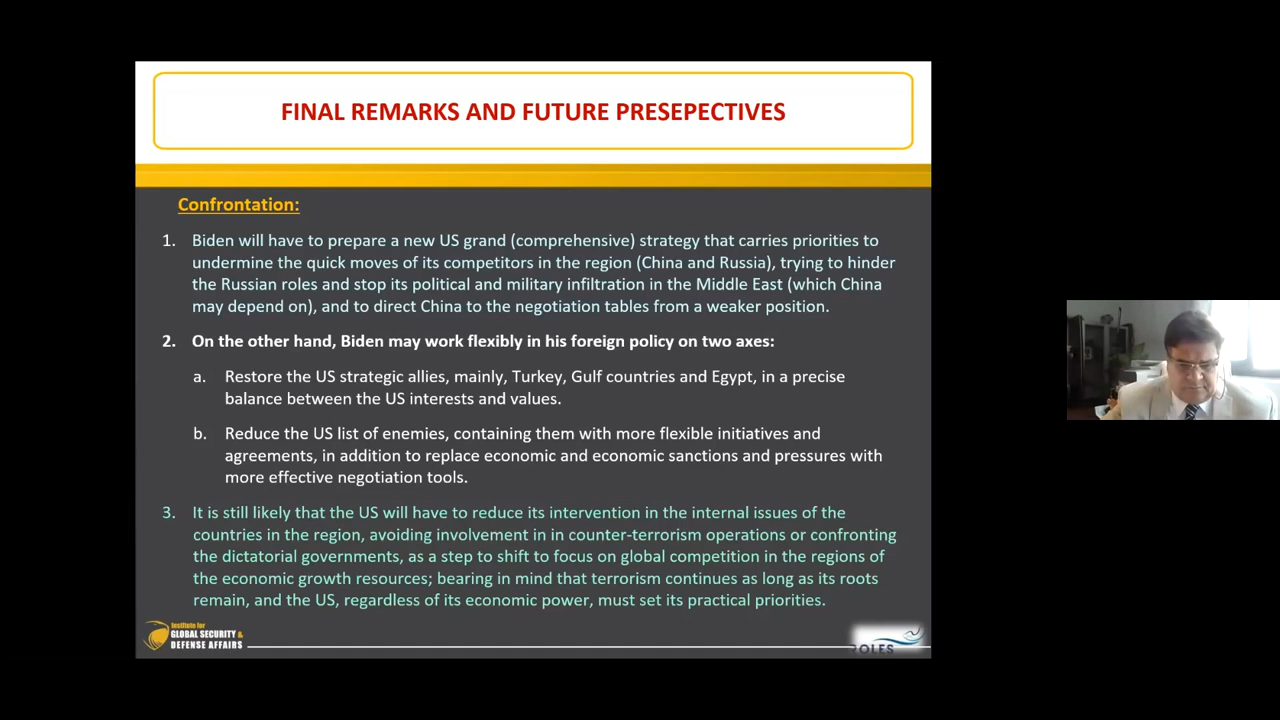 FINAL REMARKS AND FUTURE PRESEPECTIVES
Confrontation:
1. Biden will have to prepare a new US grand (comprehensive) strategy that carries priorities to
undermine the quick moves of its competitors in the region (China and Russia), trying to hinder
the Russian roles and stop its political and military infiltration in the Middle East (which China
may depend on), and to direct China to the negotiation tables from a weaker position.
2. On the other hand, Biden may work flexibly in his foreign policy on two axes:
a. Restore the US strategic allies, mainly, Turkey, Gulf countries and Egypt, in a precise
balance between the US interests and values.
b. Reduce the US list of enemies, containing them with more flexible initiatives and
agreements, in addition to replace economic and economic sanctions and pressures with
more effective negotiation tools.
3. It is still likely that the US will have to reduce its intervention in the internal issues of the
countries in the region, avoiding involvement in in counter-terrorism operations or confronting
the dictatorial governments, as a step to shift to focus on global competition in the regions of
the economic growth resources; bearing in mind that terrorism continues as long as its roots
remain, and the US, regardless of its economic power, must set its practical priorities.
Institute for
GLOBAL SECURITY &
DEFENSE AFFAIRS
ROLES